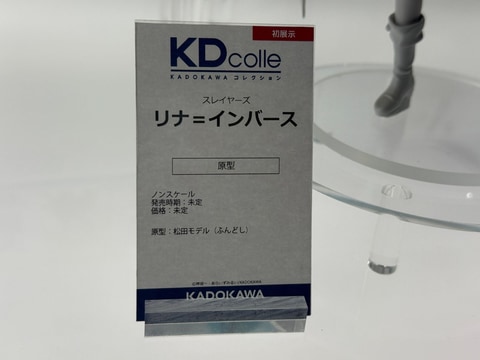 初展示
KDcolle
KADOKAWA コレクション
スレイヤーズ
リナ=インバース
原型
ノンスケール
発売時期:未定
価格:未定
原型:松田モデル(ふんどし)
KADOKAWA